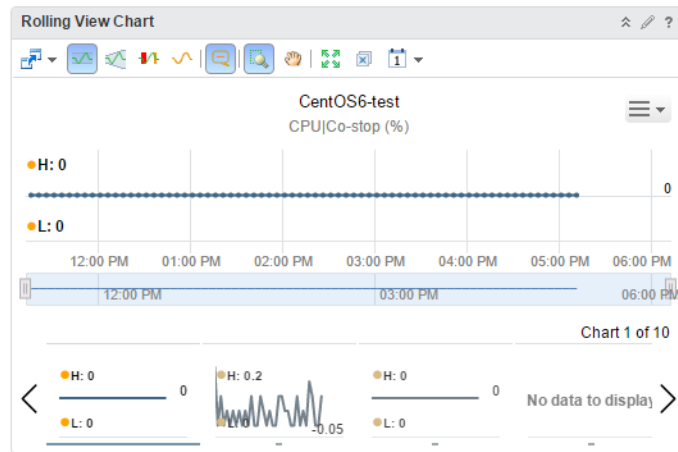 Rolling View Chart ?
1
CentOS6-test
CPU|Co-stop (%)
H: 0
0
L: 0
12:00 PM 01:00 PM 02:00 PM 03:00 PM 04:00 PM 05:00 PM 06:00 PM
12:00 PM 03:00 PM 06:00 PM
Chart 1 of 10
H: 0 H: 0.2 H: 0
0 0 No data to display
L: 0 L: 0 -0.05 L: 0